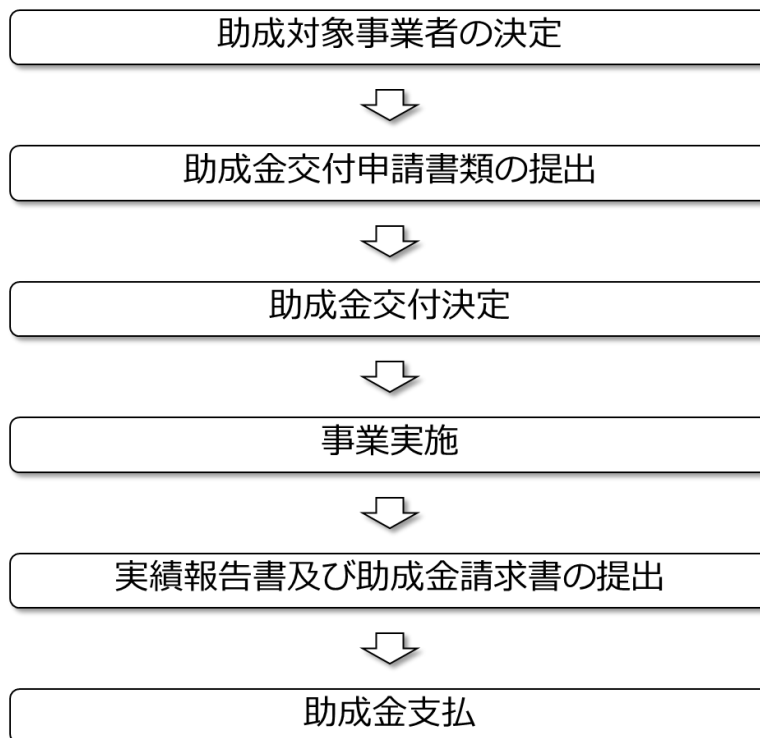 助成対象事業者の決定
助成金交付申請書類の提出
助成金交付決定
事業実施
実績報告書及び助成金請求書の提出
助成金支払